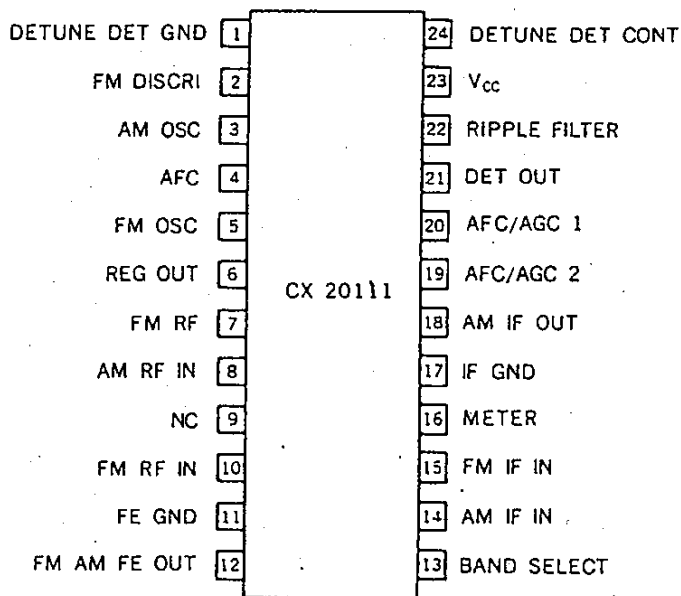 DETUNE DET GND 1
24 DETUNE DET CONT
FM DISCRI 2
23 Vcc
AM OSC 3
22 RIPPLE FILTER
AFC 4
21 DET OUT
FM OSC 5
20 AFC/AGC 1
REG OUT 6
19 AFC/AGC 2
CX 20111
FM RF 7
18 AM IF OUT
AM RF IN 8
17 IF GND
NC 9
16 METER
FM RF IN 10
15 FM IF IN
FE GND 11
14 AM IF IN
FM AM FE OUT 12
13 BAND SELECT